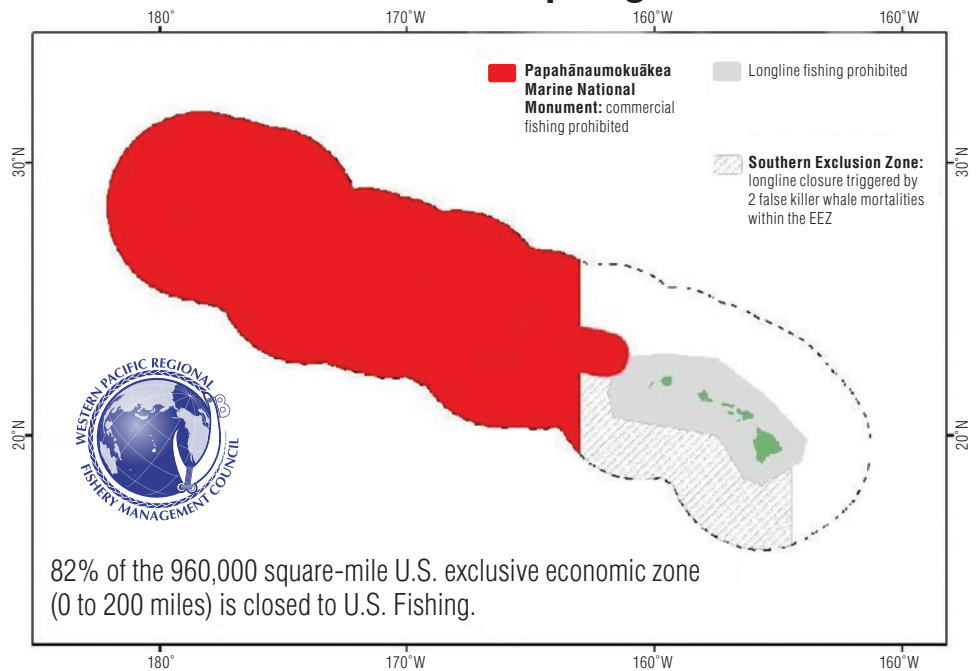 180˚
170˚W
160˚W
160˚W
Papahānaumokuākea
Marine National
Monument: commercial
fishing prohibited
Longline fishing prohibited
Southern Exclusion Zone:
longline closure triggered by
2 false killer whale mortalities
within the EEZ
30˚N
30˚N
20˚N
20˚N
WESTERN PACIFIC REGIONAL
FISHERY MANAGEMENT COUNCIL
82% of the 960,000 square-mile U.S. exclusive economic zone
(0 to 200 miles) is closed to U.S. Fishing.
180˚
170˚W
160˚W
160˚W